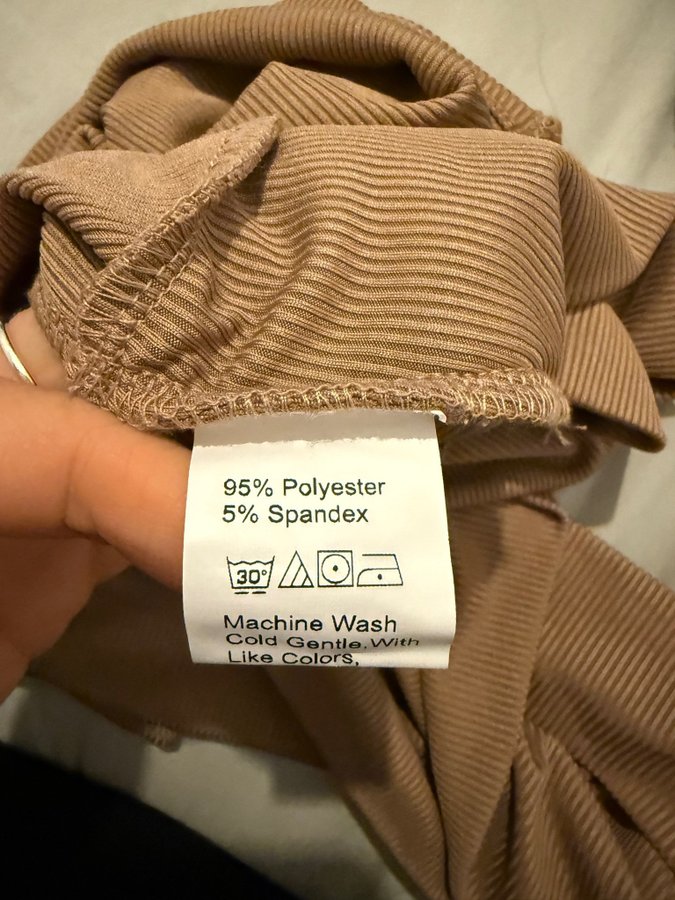 95% Polyester
5% Spandex
30°
Machine Wash
Cold Gentle,With
Like Colors,